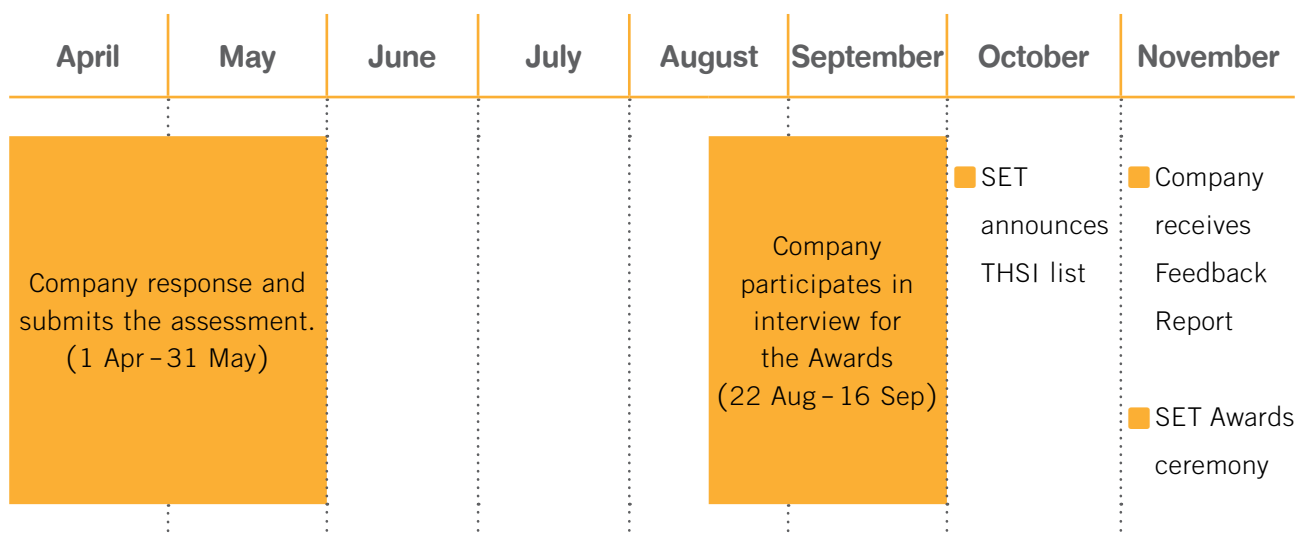 April May June July August September October November
Company response and
submits the assessment.
(1 Apr – 31 May)
Company
participates in
interview for
the Awards
(22 Aug – 16 Sep)
SET
announces
THSI list
Company
receives
Feedback
Report
SET Awards
ceremony